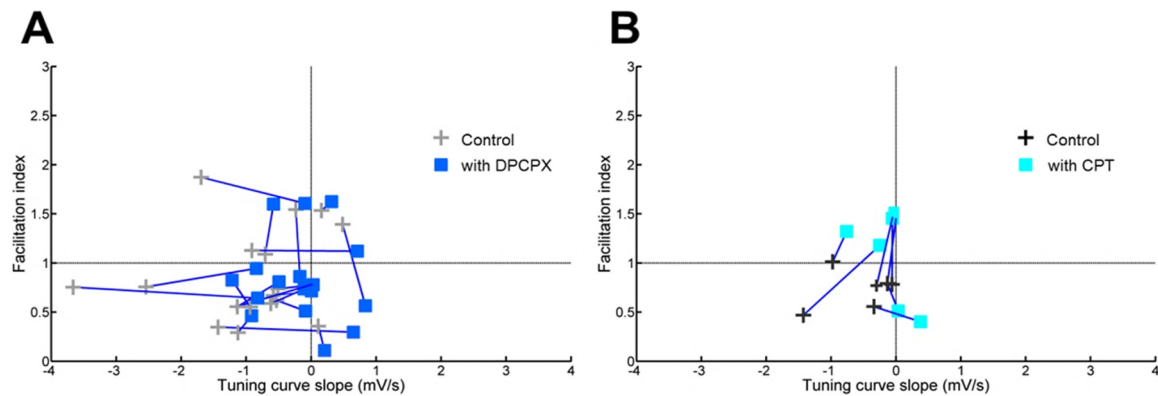 A
B
3
2.5
2
1.5
1
0.5
0
Facilitation index
Control
with DPCPX
-4 -3 -2 -1 0 1 2 3 4
Tuning curve slope (mV/s)
3
2.5
2
1.5
1
0.5
0
Facilitation index
Control
with CPT
-4 -3 -2 -1 0 1 2 3 4
Tuning curve slope (mV/s)